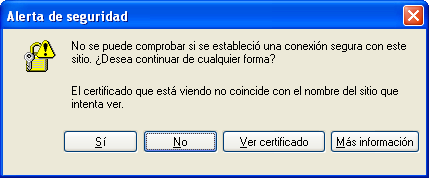 Alerta de seguridad
No se puede comprobar si se estableció una conexión segura con este
sitio. ¿Desea continuar de cualquier forma?
El certificado que está viendo no coincide con el nombre del sitio que
intenta ver.
Sí No Ver certificado Más información